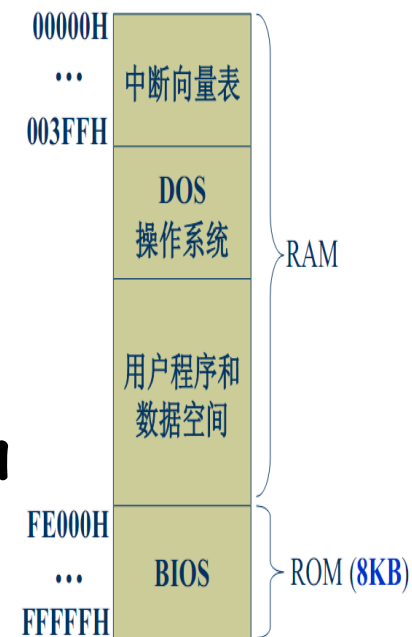 00000H
…
003FFH
中断向量表
DOS
操作系统
RAM
用户程序和
数据空间
FE000H
…
FFFFFH
BIOS
ROM (8KB)